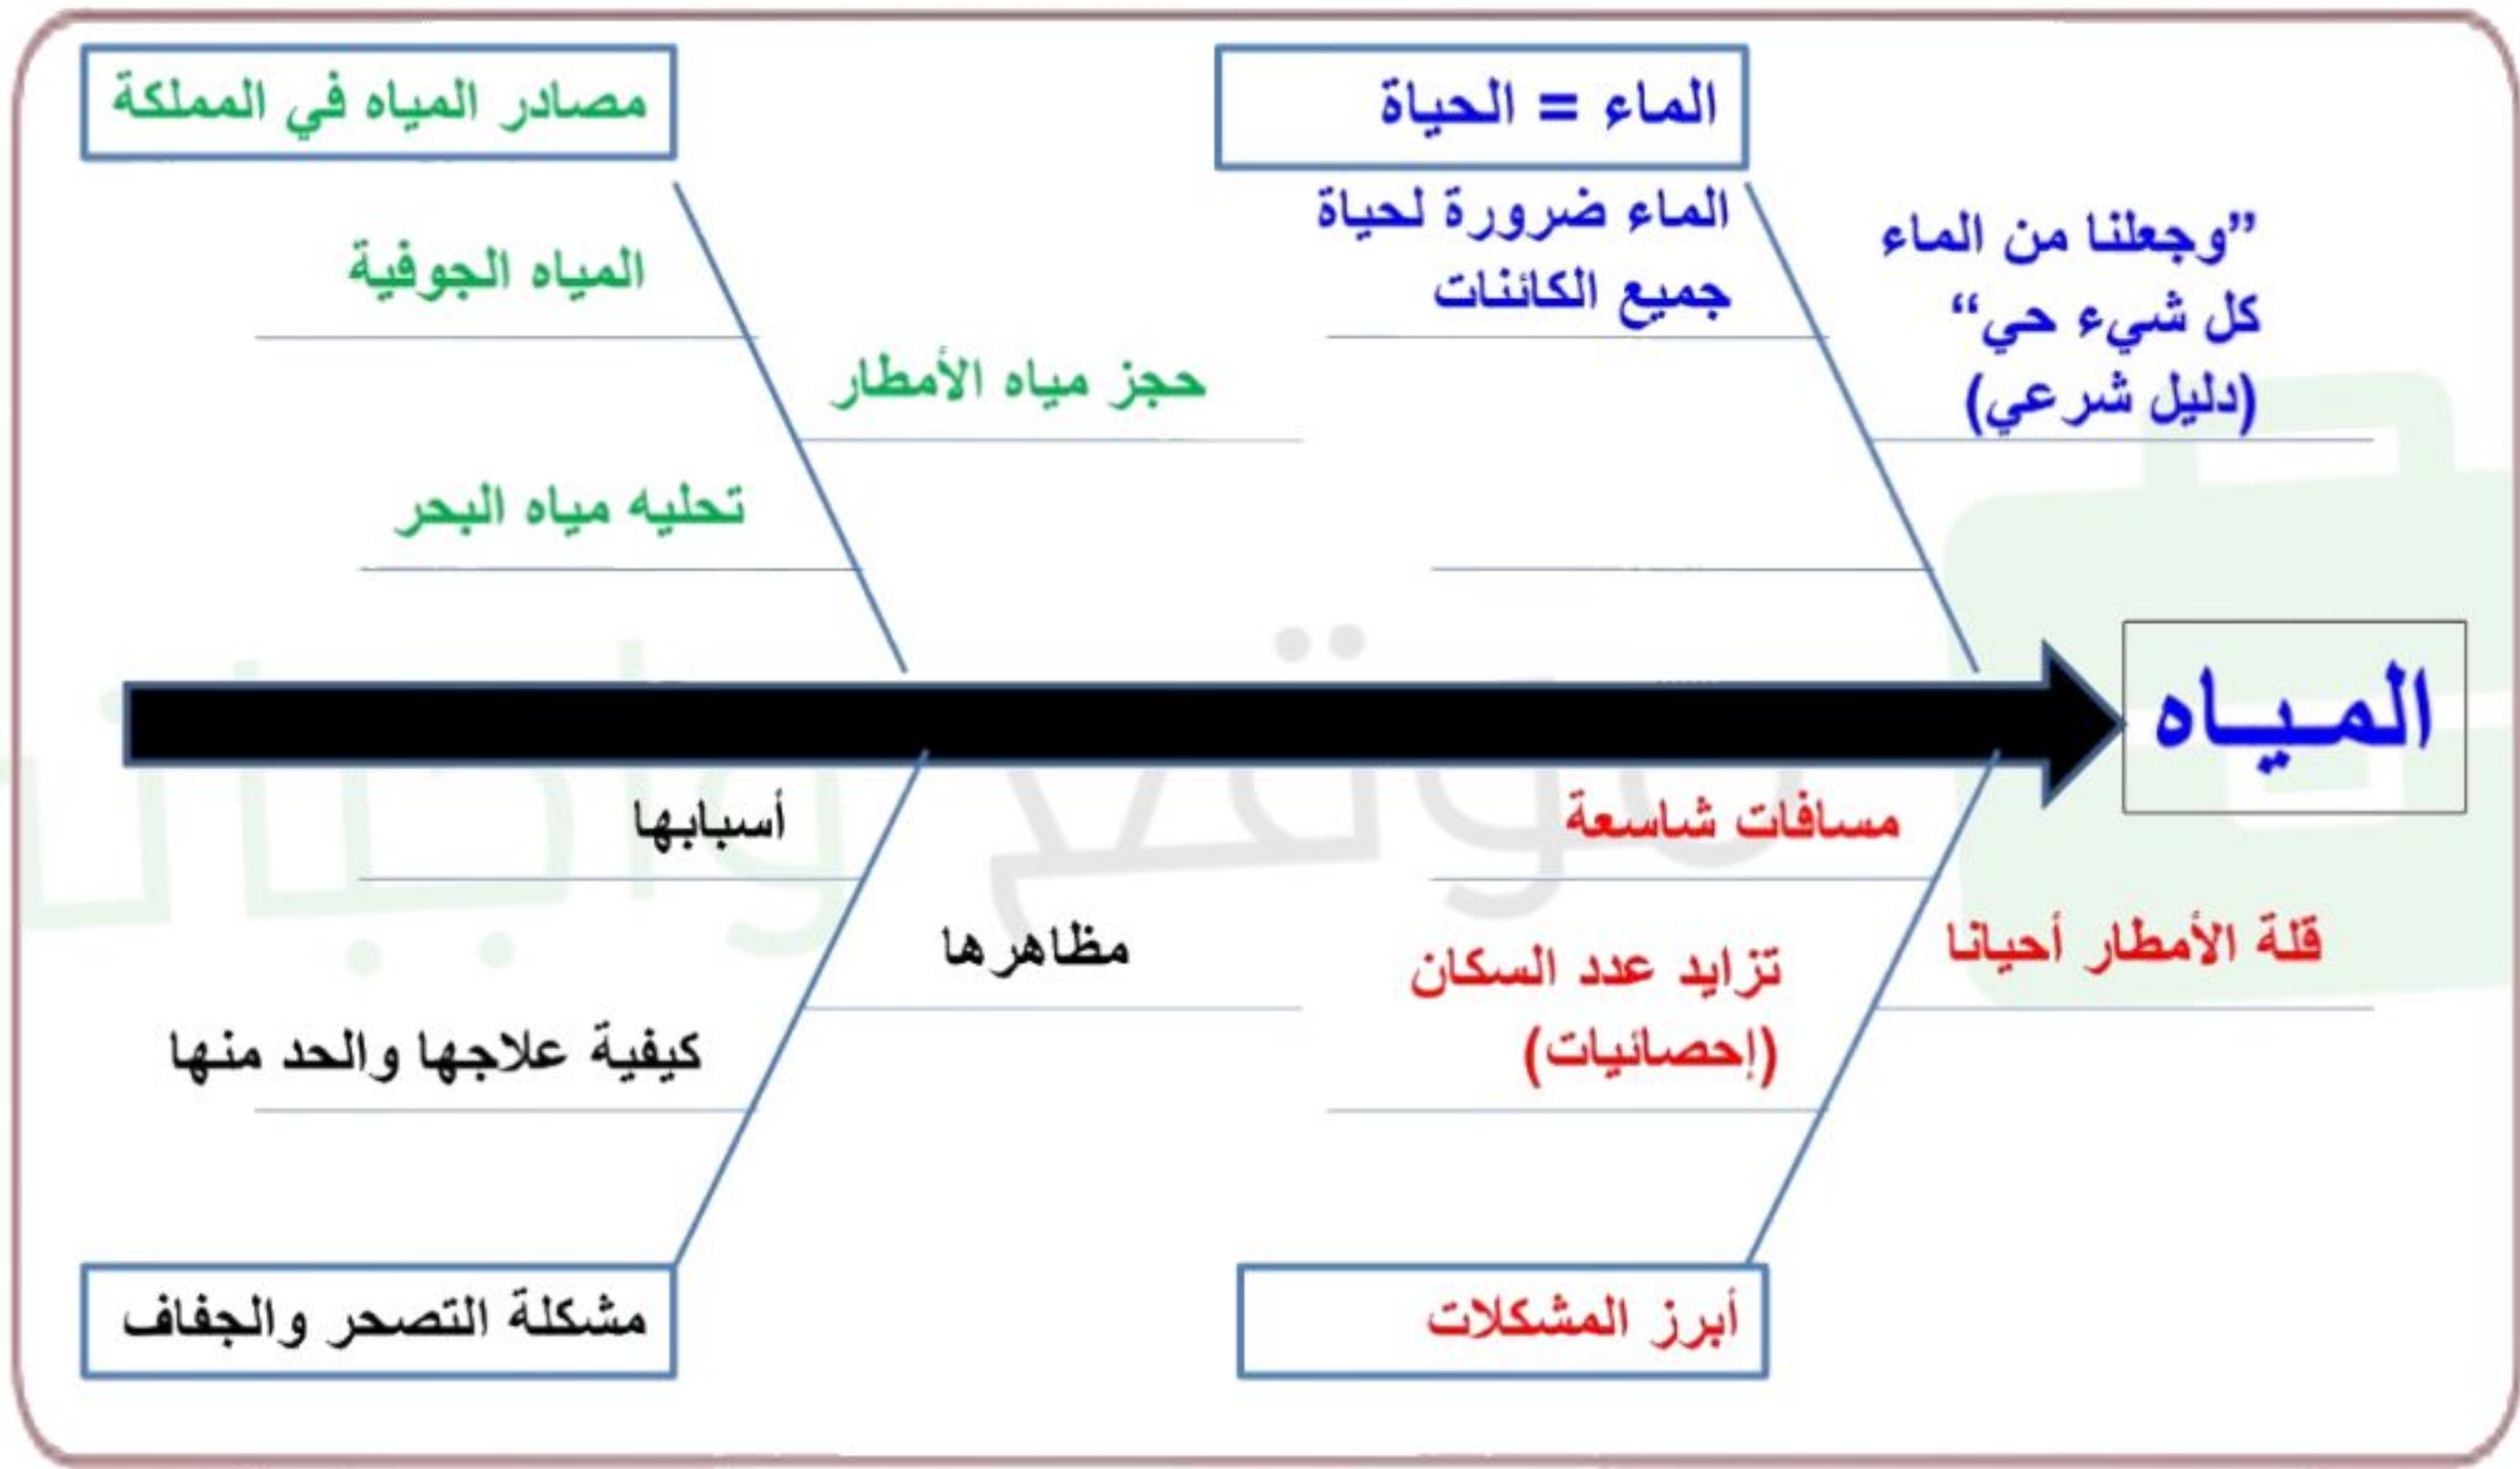 الماء = الحياة
الماء ضرورة لحياة
جميع الكائنات
”وجعلنا من الماء
كل شيء حي“
(دليل شرعي)
مصادر المياه في المملكة
المياه الجوفية
حجز مياه الأمطار
تحليه مياه البحر
المياه
مسافات شاسعة
قلة الأمطار أحيانا
تزايد عدد السكان
(إحصائيات)
أبرز المشكلات
أسبابها
مظاهرها
كيفية علاجها والحد منها
مشكلة التصحر والجفاف
موقع